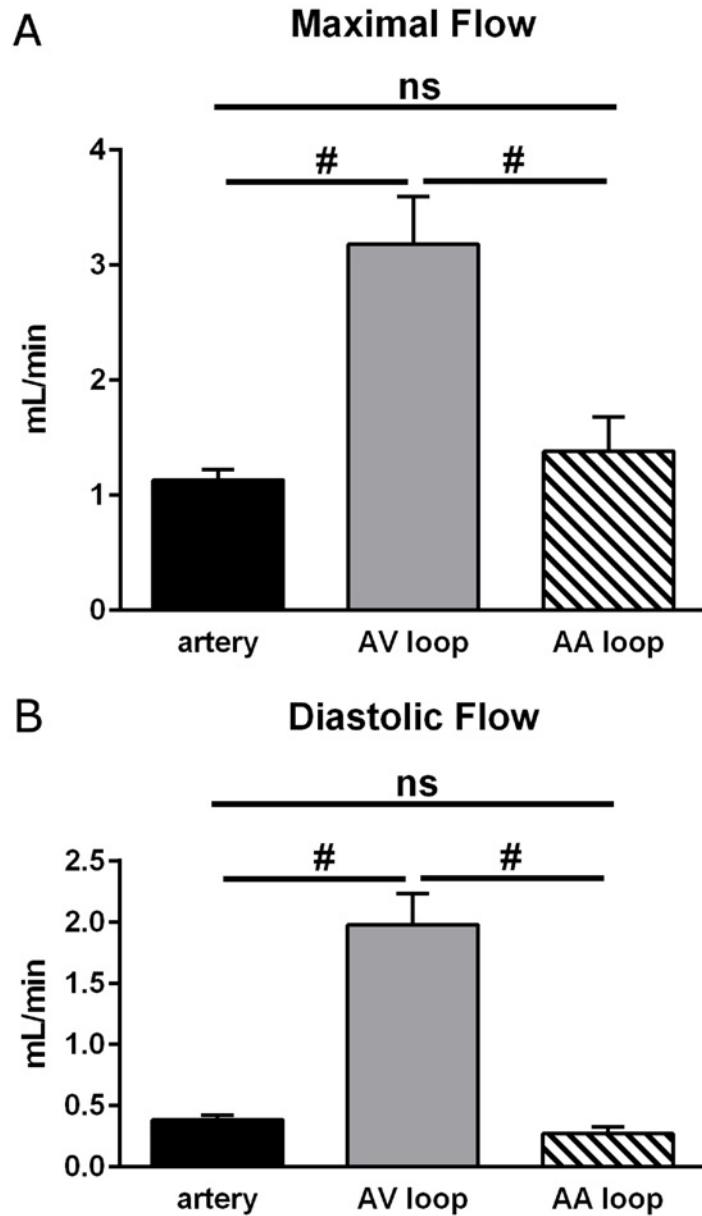 A
Maximal Flow
ns
# #
4
3
2
1
0
mL/min
artery AV loop AA loop
B
Diastolic Flow
ns
# #
2.5
2.0
1.5
1.0
0.5
0.0
mL/min
artery AV loop AA loop